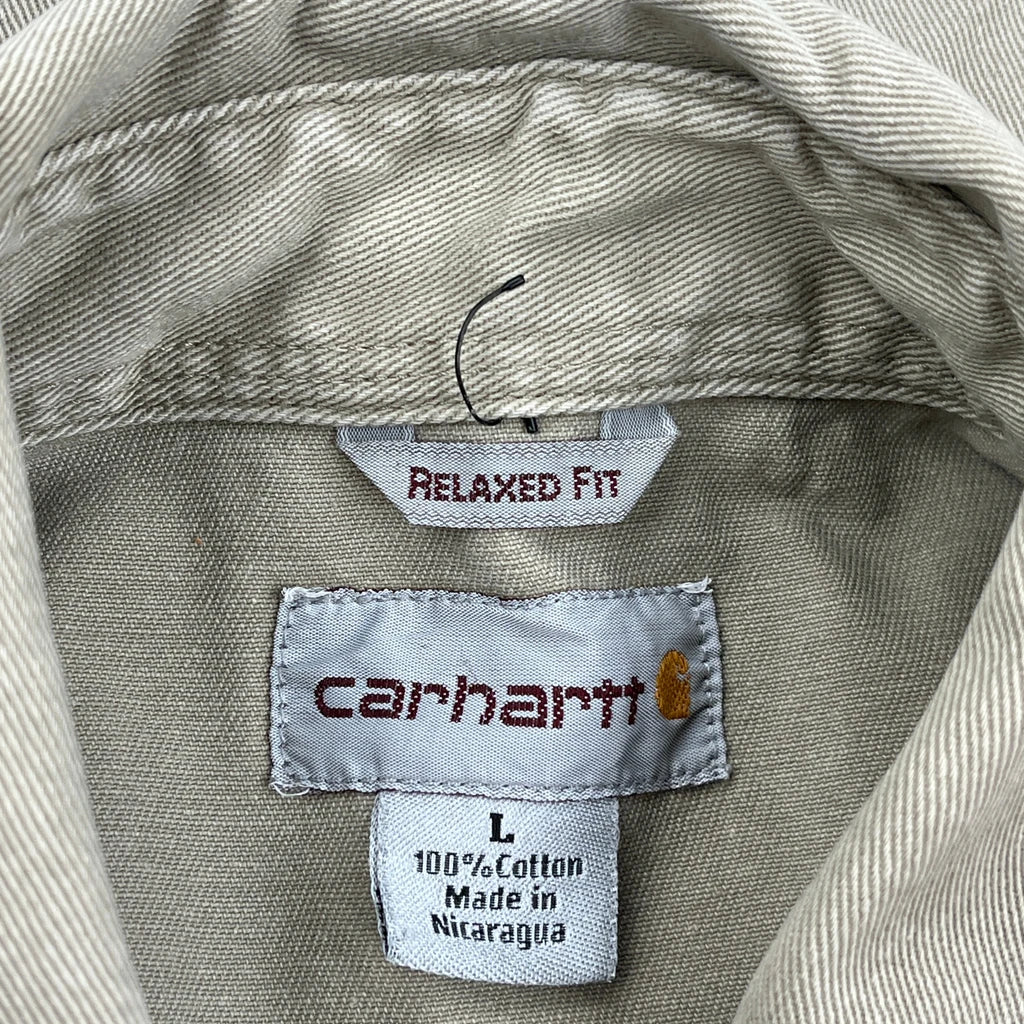 RELAXED FIT
carhartt
L
100% Cotton
Made in
Nicaragua